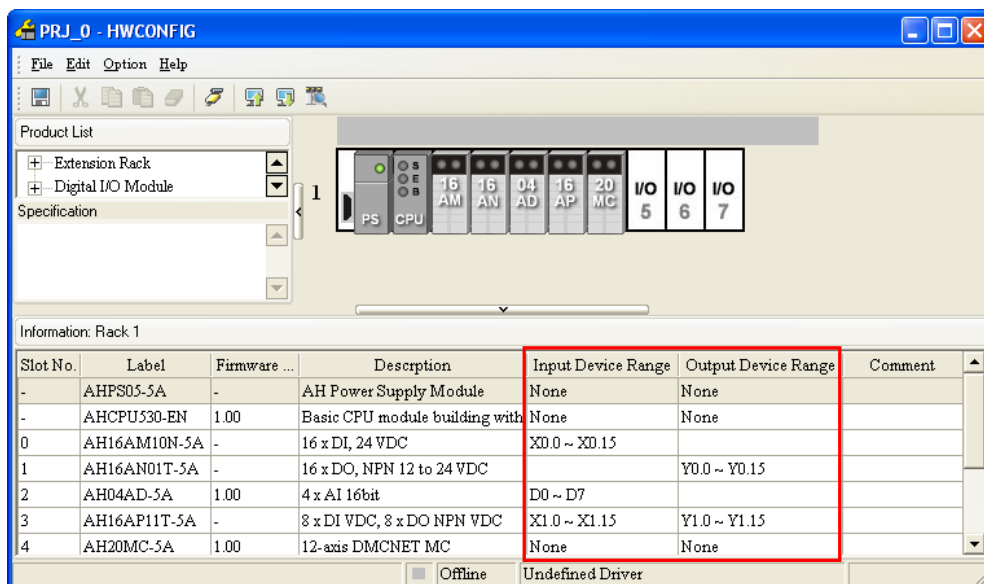 PRJ_0 - HWCONFIG
File Edit Option Help
Product List
Extension Rack
Digital I/O Module
Specification
1
PS CPU 16 AM 16 AN 04 AD 16 AP 20 MC I/O 5 I/O 6 I/O 7
S
E
B
Information: Rack 1
Slot No. Label Firmware ... Descrption Input Device Range Output Device Range Comment
- AHPS05-5A - AH Power Supply Module None None
- AHCPU530-EN 1.00 Basic CPU module building with None None
0 AH16AM10N-5A - 16 x DI, 24 VDC X0.0 ~ X0.15
1 AH16AN01T-5A - 16 x DO, NPN 12 to 24 VDC Y0.0 ~ Y0.15
2 AH04AD-5A 1.00 4 x AI 16bit D0 ~ D7
3 AH16AP11T-5A - 8 x DI VDC, 8 x DO NPN VDC X1.0 ~ X1.15 Y1.0 ~ Y1.15
4 AH20MC-5A 1.00 12-axis DMCNET MC None None
Offline Undefined Driver